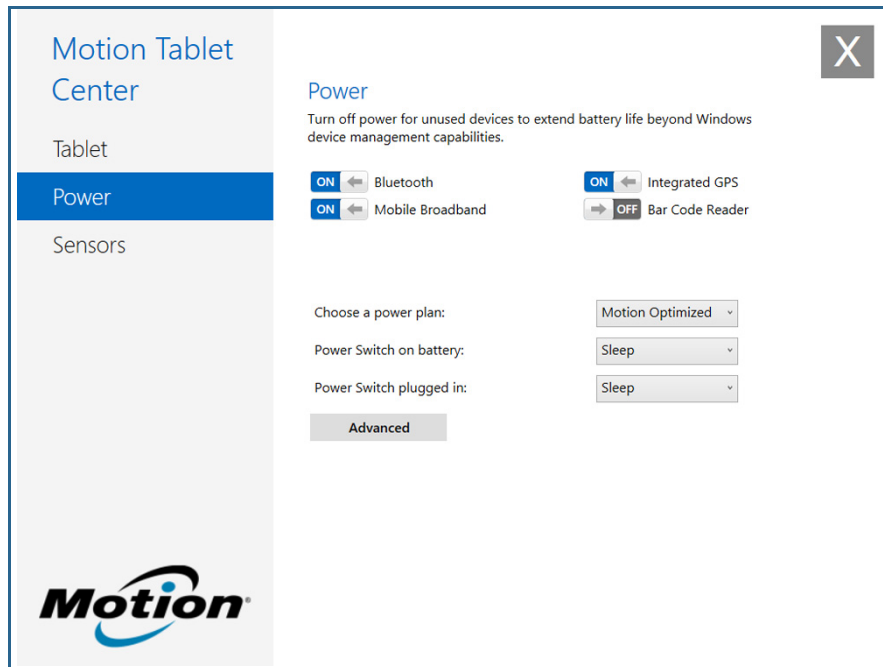 Motion Tablet
Center
Tablet
Power
Sensors
Motion®
X
Power
Turn off power for unused devices to extend battery life beyond Windows
device management capabilities.
ON Bluetooth
ON Integrated GPS
ON Mobile Broadband
OFF Bar Code Reader
Choose a power plan: Motion Optimized
Power Switch on battery: Sleep
Power Switch plugged in: Sleep
Advanced